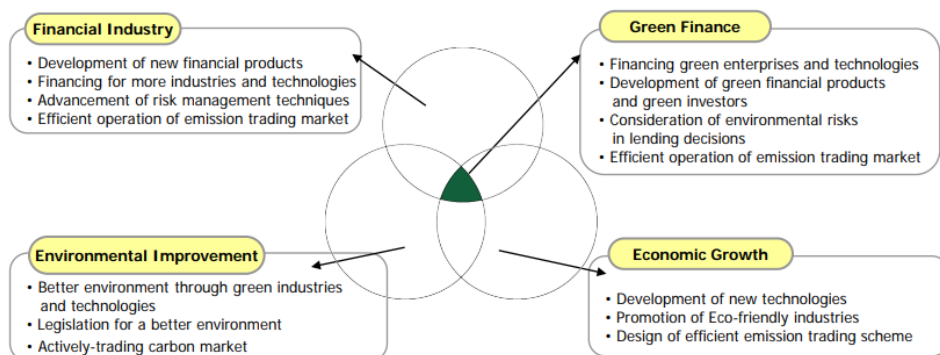 Financial Industry
• Development of new financial products
• Financing for more industries and technologies
• Advancement of risk management techniques
• Efficient operation of emission trading market
Green Finance
• Financing green enterprises and technologies
• Development of green financial products
and green investors
• Consideration of environmental risks
in lending decisions
• Efficient operation of emission trading market
Environmental Improvement
• Better environment through green industries
and technologies
• Legislation for a better environment
• Actively-trading carbon market
Economic Growth
• Development of new technologies
• Promotion of Eco-friendly industries
• Design of efficient emission trading scheme